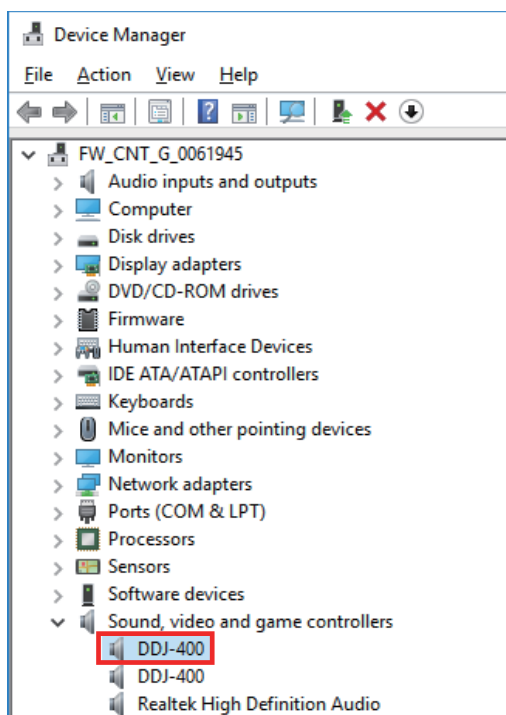 Device Manager
File Action View Help
FW_CNT_G_0061945
Audio inputs and outputs
Computer
Disk drives
Display adapters
DVD/CD-ROM drives
Firmware
Human Interface Devices
IDE ATA/ATAPI controllers
Keyboards
Mice and other pointing devices
Monitors
Network adapters
Ports (COM & LPT)
Processors
Sensors
Software devices
Sound, video and game controllers
DDJ-400
DDJ-400
Realtek High Definition Audio